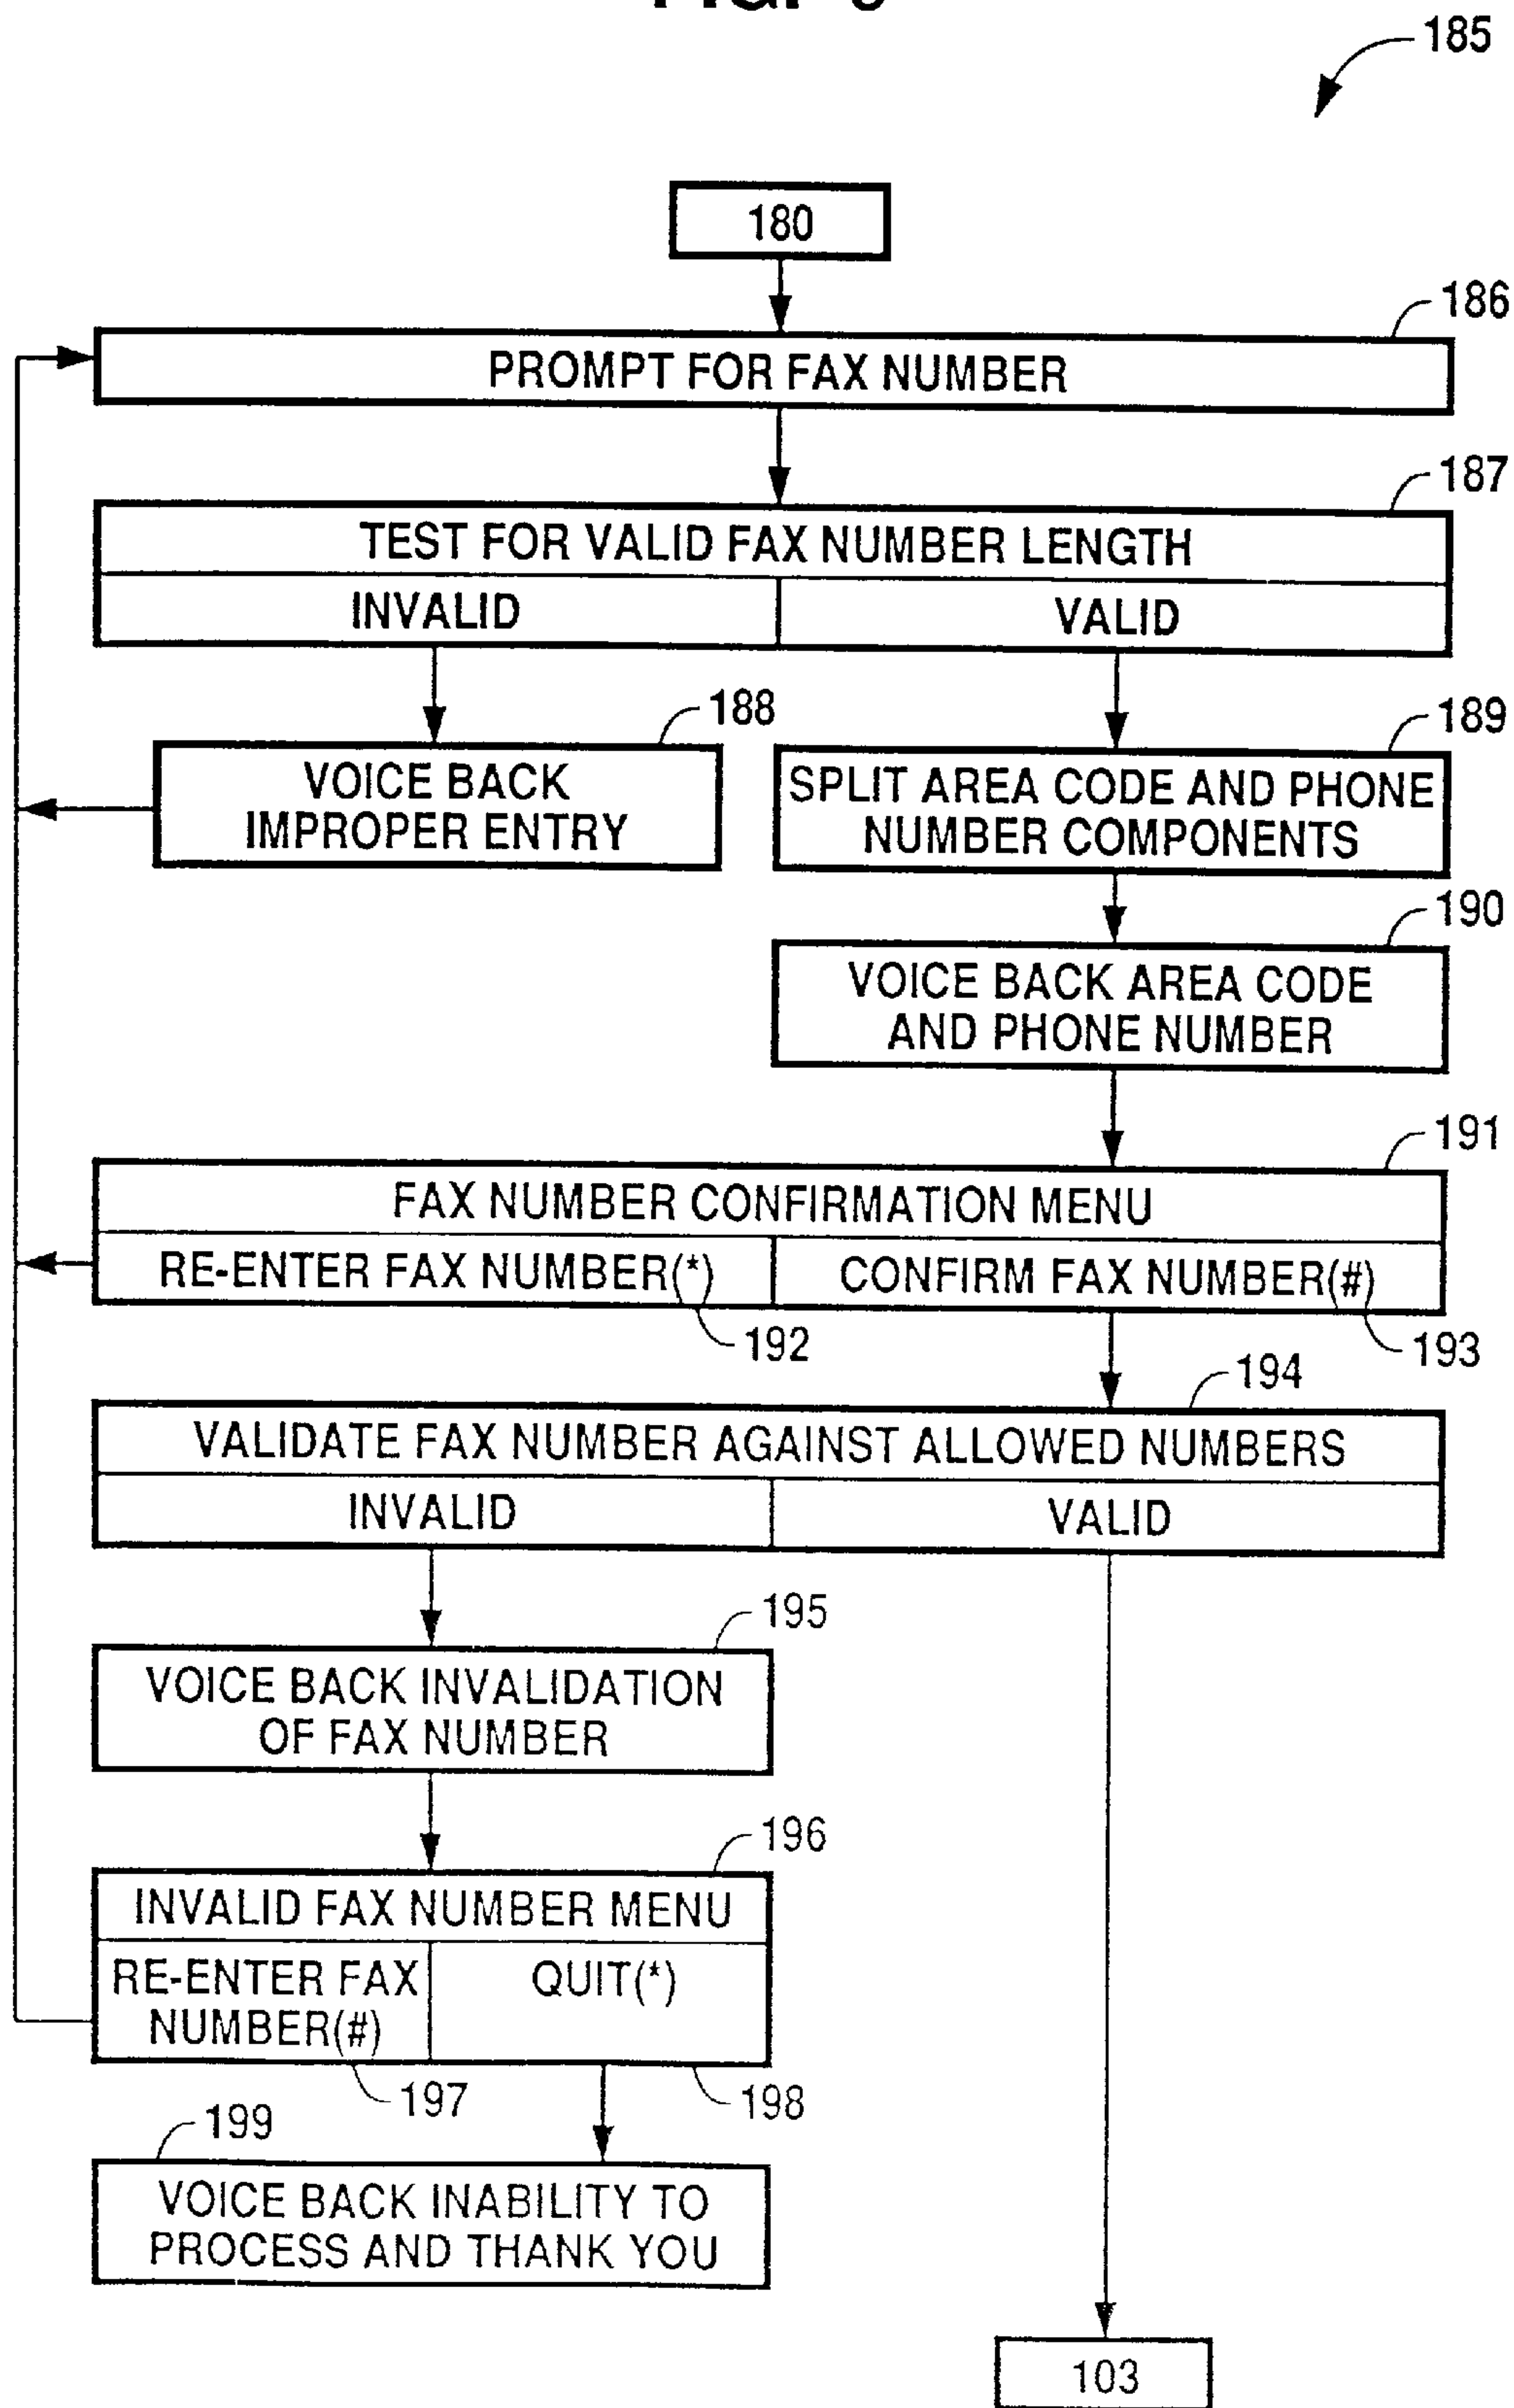 185
180
186
PROMPT FOR FAX NUMBER
187
TEST FOR VALID FAX NUMBER LENGTH
INVALID
VALID
188
189
VOICE BACK
IMPROPER ENTRY
SPLIT AREA CODE AND PHONE
NUMBER COMPONENTS
190
VOICE BACK AREA CODE
AND PHONE NUMBER
191
FAX NUMBER CONFIRMATION MENU
RE-ENTER FAX NUMBER(*)
CONFIRM FAX NUMBER(#)
192
193
194
VALIDATE FAX NUMBER AGAINST ALLOWED NUMBERS
INVALID
VALID
195
VOICE BACK INVALIDATION
OF FAX NUMBER
196
INVALID FAX NUMBER MENU
RE-ENTER FAX
NUMBER(#)
QUIT(*)
197
198
199
VOICE BACK INABILITY TO
PROCESS AND THANK YOU
103